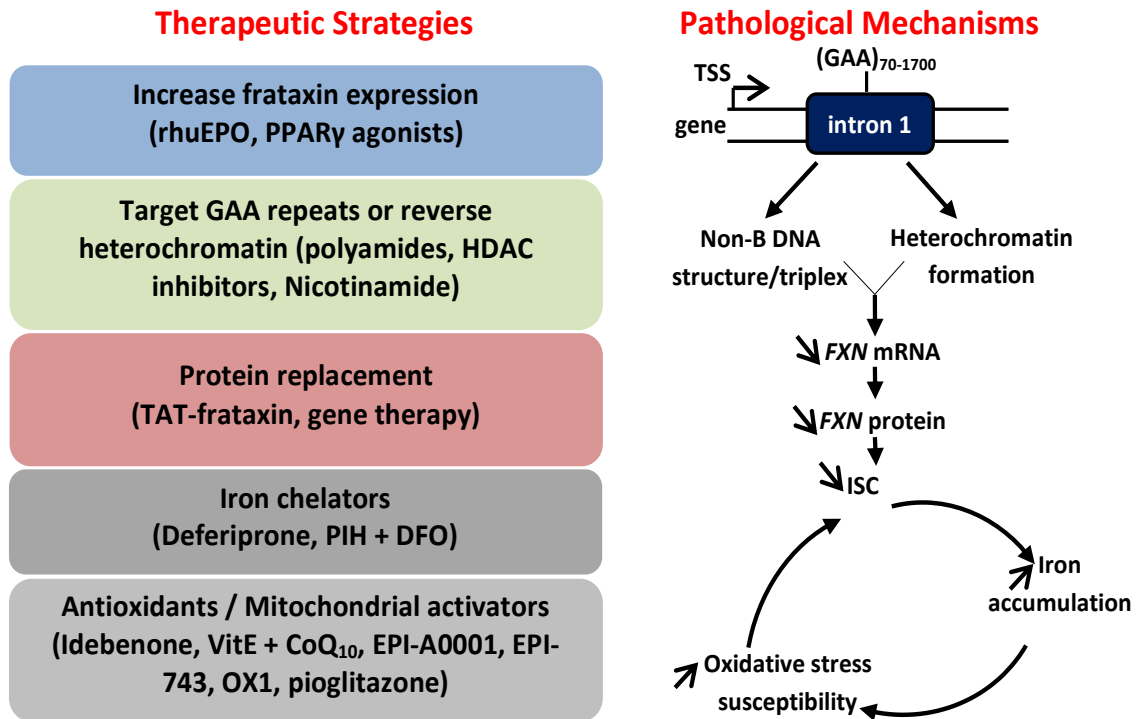 Therapeutic Strategies
Increase frataxin expression
(rhuEPO, PPARγ agonists)
Target GAA repeats or reverse
heterochromatin (polyamides, HDAC
inhibitors, Nicotinamide)
Protein replacement
(TAT-frataxin, gene therapy)
Iron chelators
(Deferiprone, PIH + DFO)
Antioxidants / Mitochondrial activators
(Idebenone, VitE + CoQ10, EPI-A0001, EPI-
743, OX1, pioglitazone)
Pathological Mechanisms
(GAA)70-1700
TSS
gene
intron 1
Non-B DNA
structure/triplex
Heterochromatin
formation
FXN mRNA
FXN protein
ISC
Iron
accumulation
Oxidative stress
susceptibility